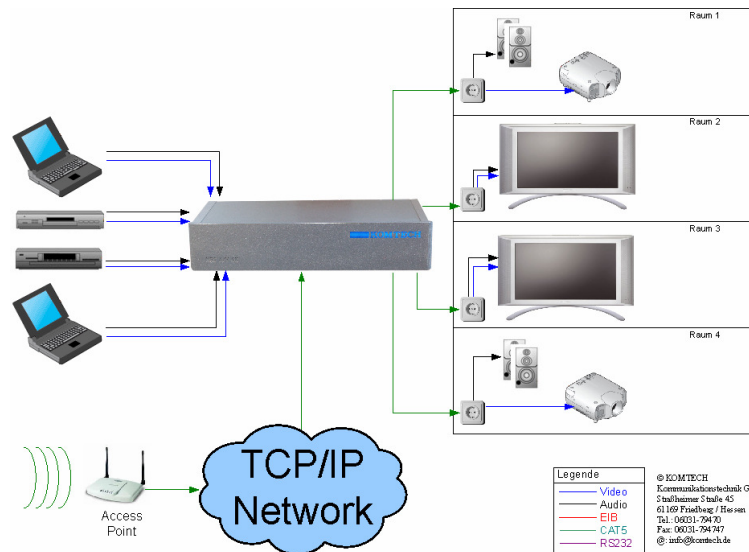 Raum 1
Raum 2
Raum 3
KOMTECH
Raum 4
TCP/IP
Network
Access
Point
Legende
Video
Audio
EIB
CAT5
RS232
© KOMTECH
Kommunikationstechnik G
Straßheimer Straße 45
61169 Friedberg / Hessen
Tel.: 06031-79470
Fax: 06031-794747
@: info@komtech.de